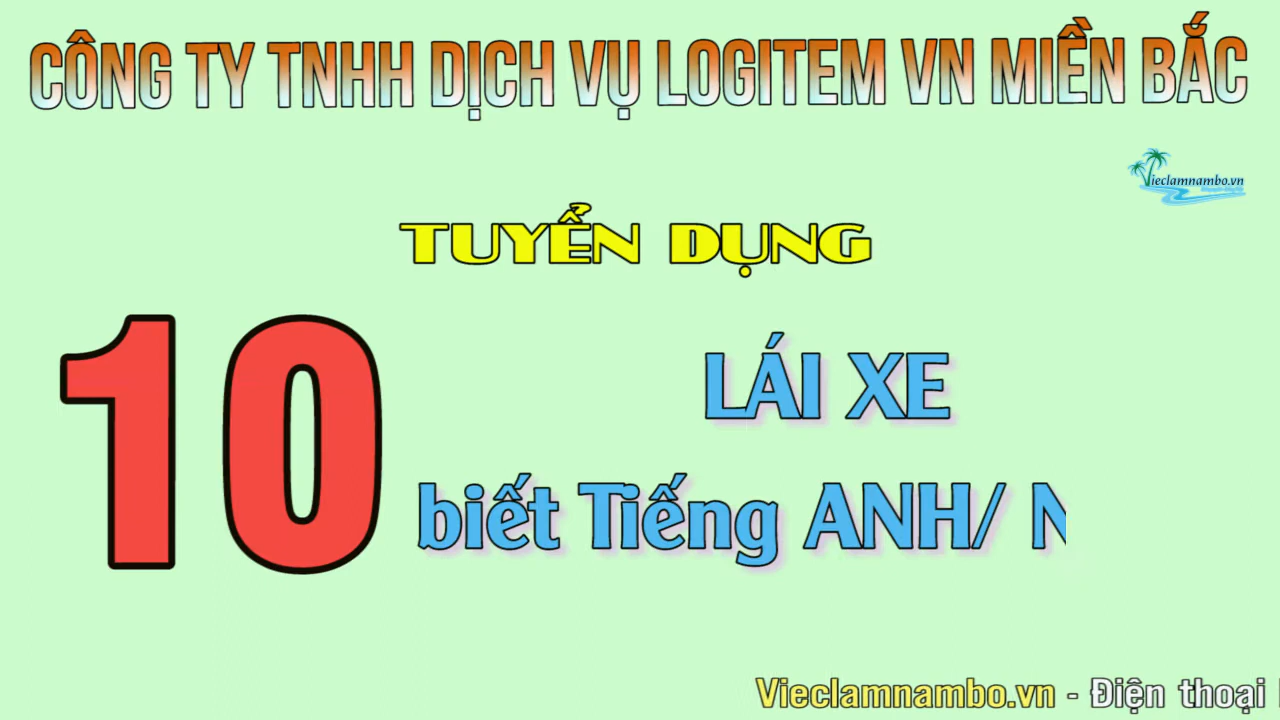 CÔNG TY TNHH DỊCH VỤ LOGITEM VN MIỀN BẮC
Vieclamnambo.vn
TUYỂN DỤNG
10
LÁI XE
biết Tiếng ANH/ N
Vieclamnambo.vn - Điện thoại